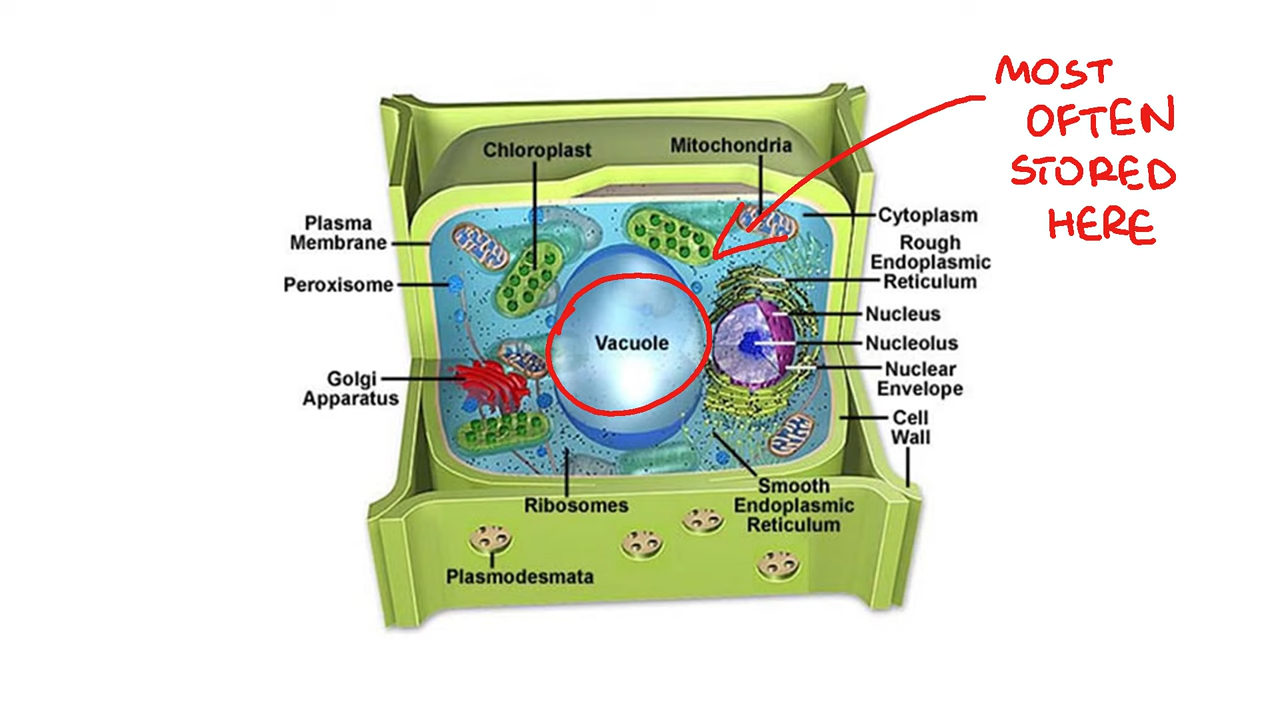 MOST
OFTEN
STORED
HERE
Chloroplast
Mitochondria
Plasma
Membrane
Peroxisome
Golgi
Apparatus
Vacuole
Cytoplasm
Rough
Endoplasmic
Reticulum
Nucleus
Nucleolus
Nuclear
Envelope
Cell
Wall
Ribosomes
Smooth
Endoplasmic
Reticulum
Plasmodesmata